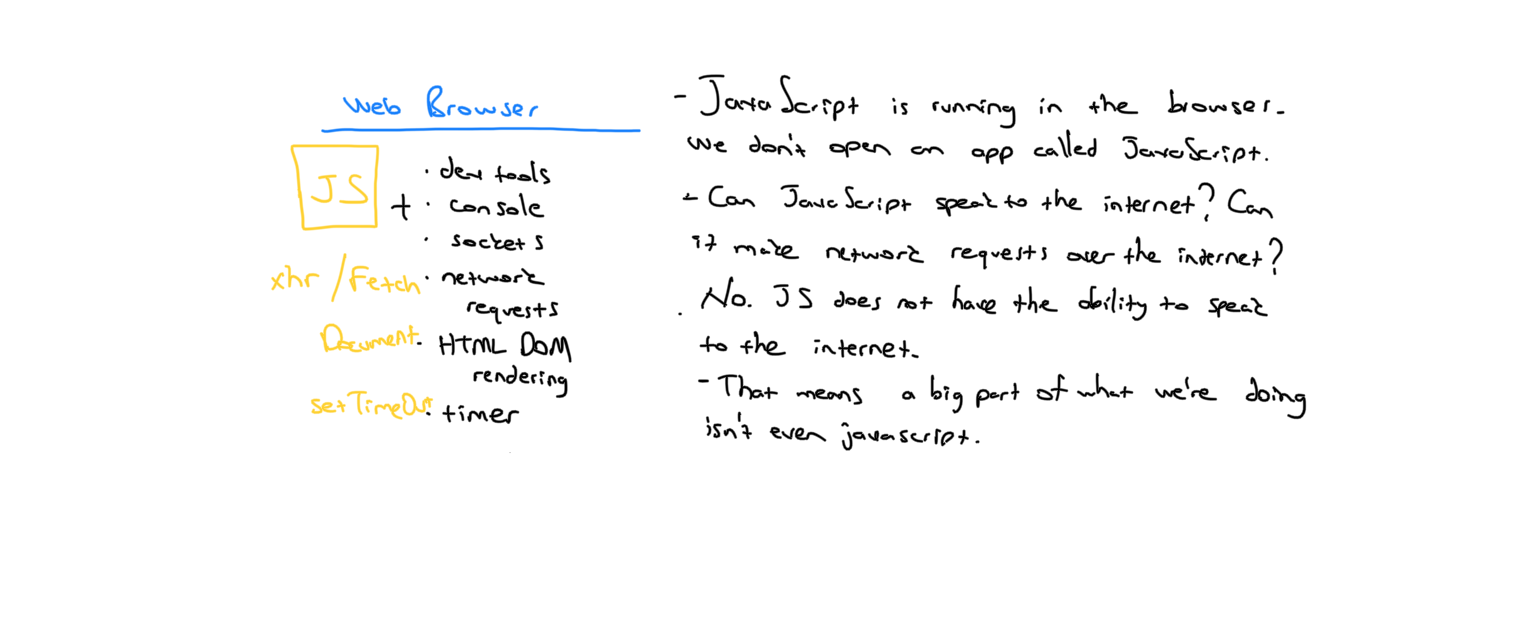 Web Browser
JS
+
· dev tools
· console
· sockets
xhr / Fetch · network
requests
Document · HTML DOM
rendering
setTimeOut · timer
- JavaScript is running in the browser.
We don't open an app called JavaScript.
- Can JavaScript speak to the internet? Can
it make network requests over the internet?
. No. JS does not have the ability to speak
to the internet.
- That means a big part of what we're doing
isn't even javascript.